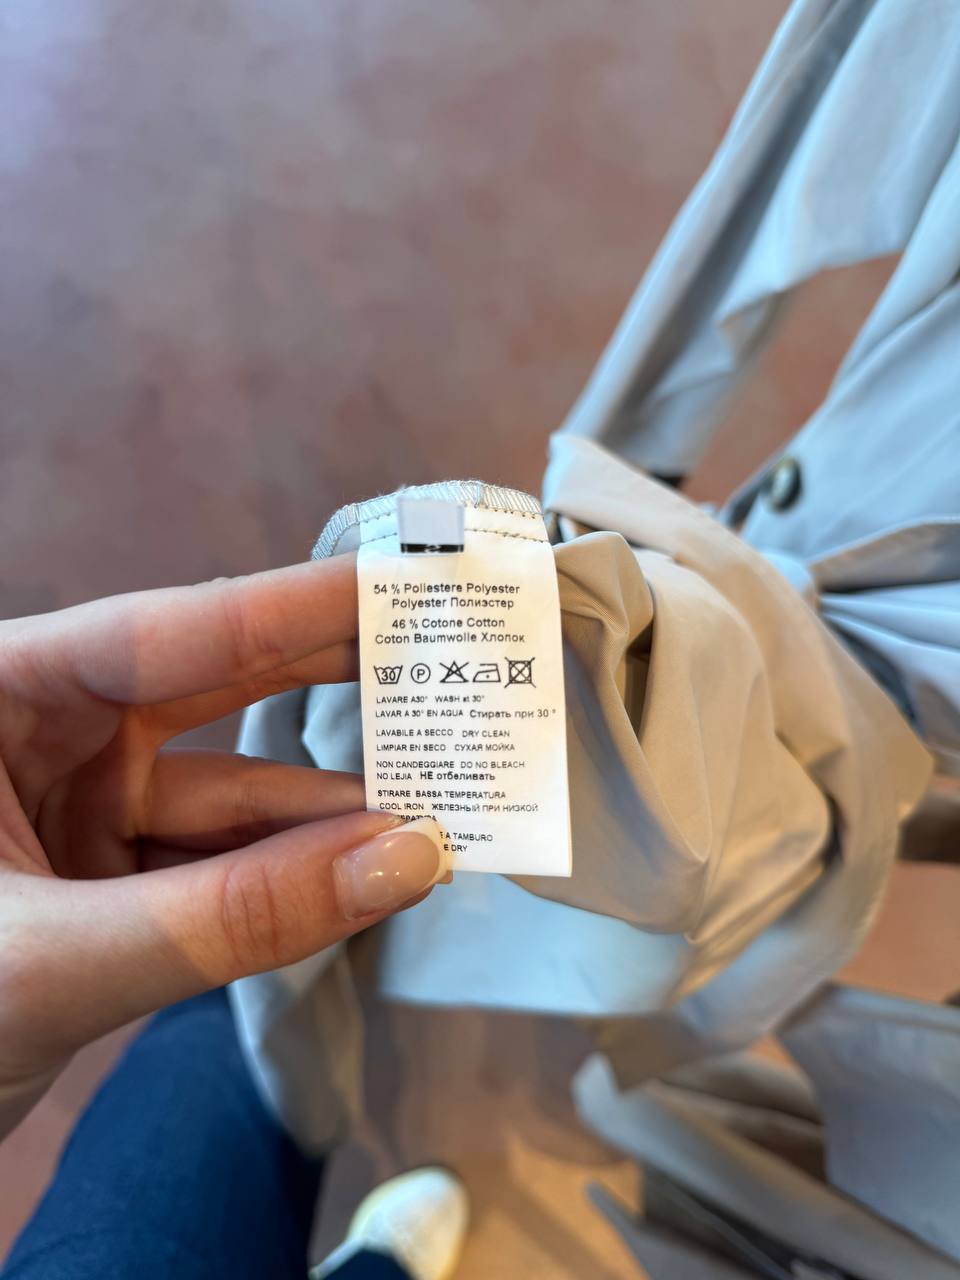 54 % Poliestere Polyester
Polyester Полиэстер
46 % Cotone Cotton
Coton Baumwolle Хлопок
30 P
LAVARE A30° WASH at 30°
LAVAR A 30° EN AGUA Стирать при 30 °
LAVABILE A SECCO DRY CLEAN
LIMPIAR EN SECO СУХАЯ МОЙКА
NON CANDEGGIARE DO NO BLEACH
NO LEJIA НЕ отбеливать
STIRARE BASSA TEMPERATURA
COOL IRON ЖЕЛЕЗНЫЙ ПРИ НИЗКОЙ
A TAMBURO
DRY